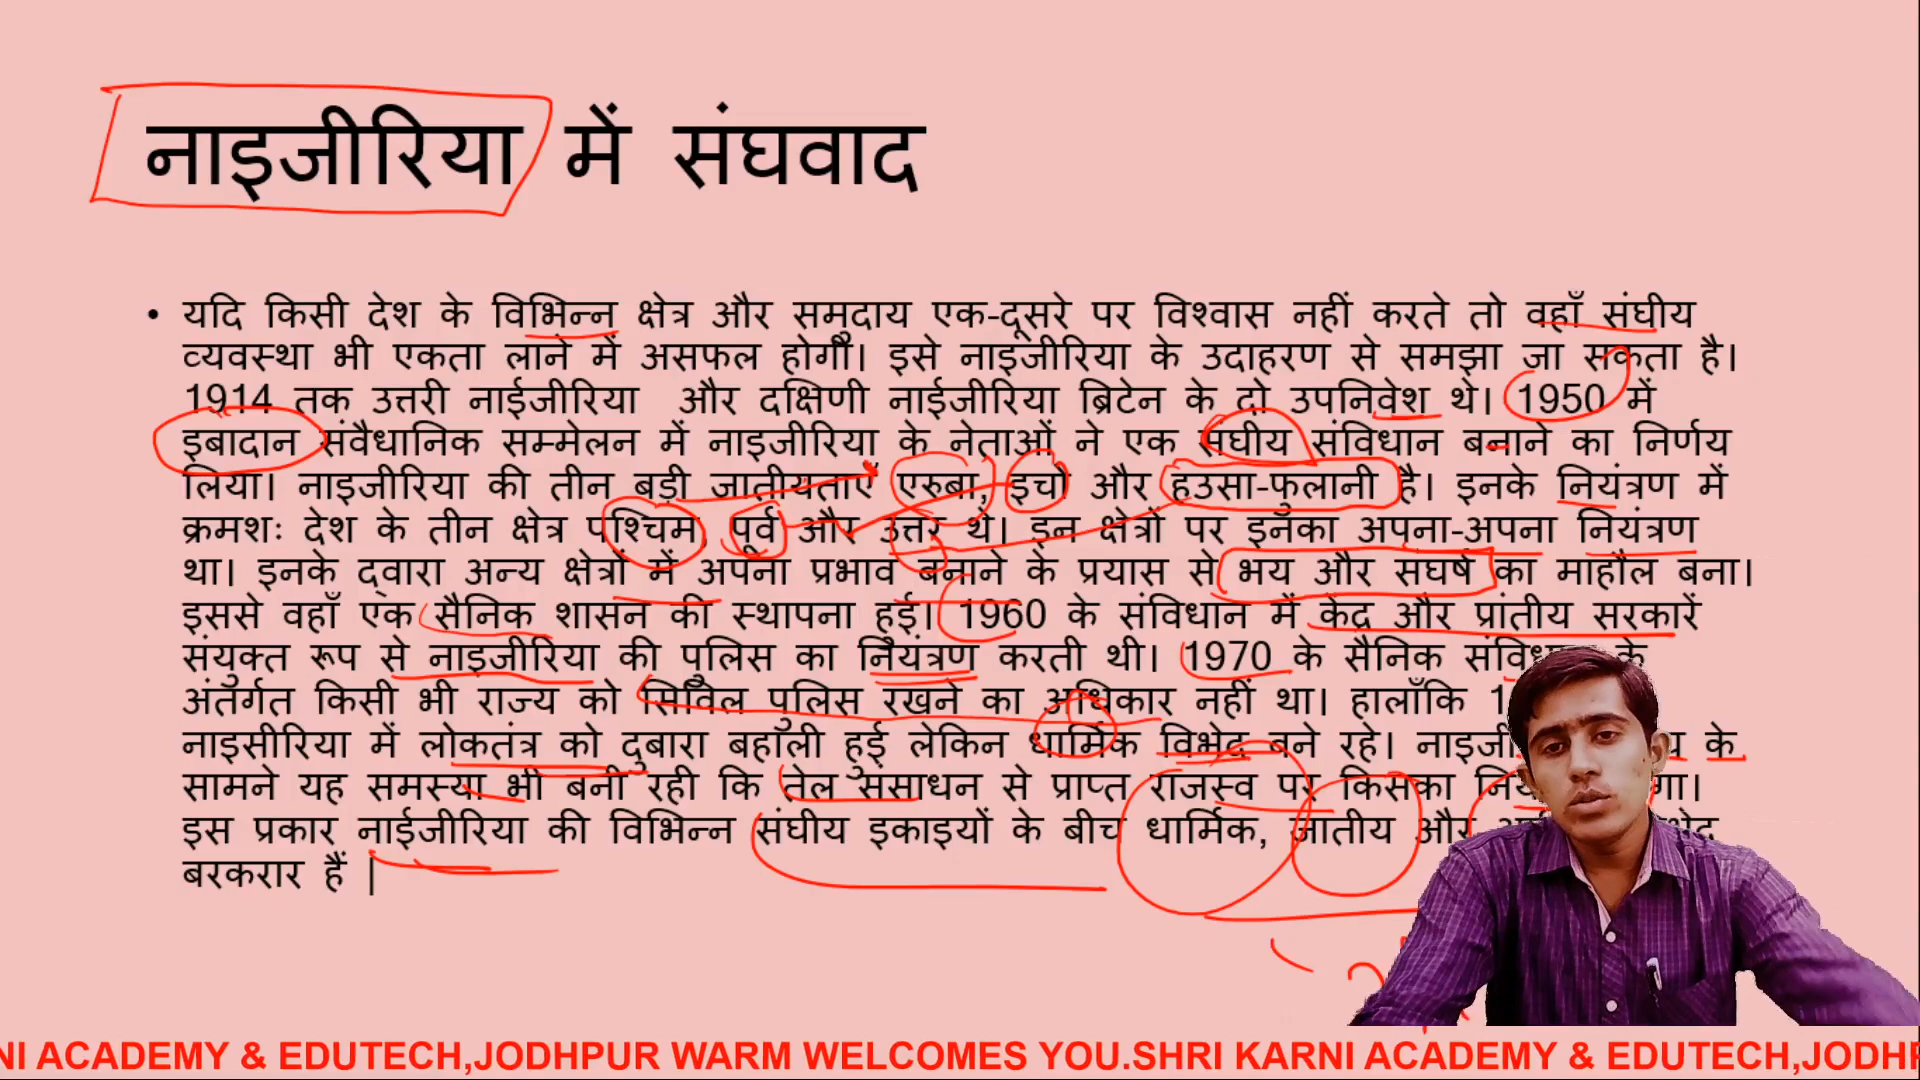 नाइजीरिया में संघवाद
• यदि किसी देश के विभिन्न क्षेत्र और समुदाय एक-दूसरे पर विश्वास नहीं करते तो वहाँ संघीय
व्यवस्था भी एकता लाने में असफल होगी। इसे नाइजीरिया के उदाहरण से समझा जा सकता है।
1914 तक उत्तरी नाईजीरिया और दक्षिणी नाईजीरिया ब्रिटेन के दो उपनिवेश थे। 1950 में
इबादान संवैधानिक सम्मेलन में नाइजीरिया के नेताओं ने एक संघीय संविधान बनाने का निर्णय
लिया। नाइजीरिया की तीन बड़ी जातीयताएँ एरुबा, इचो और हउसा-फुलानी है। इनके नियंत्रण में
क्रमशः देश के तीन क्षेत्र पश्चिम, पूर्व और उत्तर थे। इन क्षेत्रों पर इनका अपना-अपना नियंत्रण
था। इनके द्वारा अन्य क्षेत्रों में अपना प्रभाव बनाने के प्रयास से भय और संघर्ष का माहौल बना।
इससे वहाँ एक सैनिक शासन की स्थापना हुई। 1960 के संविधान में केंद्र और प्रांतीय सरकारें
संयुक्त रूप से नाइजीरिया की पुलिस का नियंत्रण करती थी। 1970 के सैनिक के
अंतर्गत किसी भी राज्य को सिविल पुलिस रखने का अधिकार नहीं था। हालाँकि
नाइसीरिया में लोकतंत्र को दुबारा बहाली हुई लेकिन धार्मिक विभेद बने रहे। के
सामने यह समस्या भी बनी रही कि तेल संसाधन से प्राप्त राजस्व पर किसका
इस प्रकार नाईजीरिया की विभिन्न संघीय इकाइयों के बीच धार्मिक, जातीय और
बरकरार हैं |
NI ACADEMY & EDUTECH,JODHPUR WARM WELCOMES YOU.SHRI KARNI ACADEMY & EDUTECH,JODHP